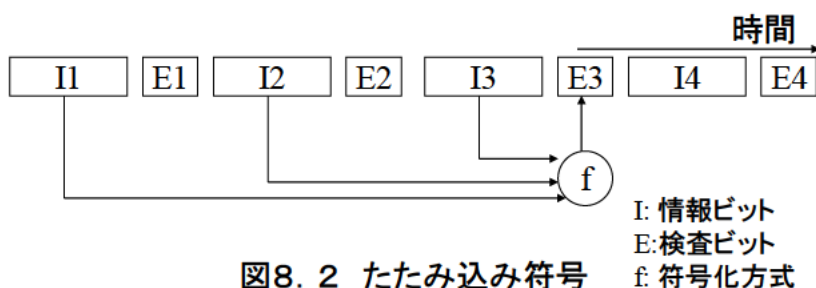 時間
I1 E1 I2 E2 I3 E3 I4 E4
f
I: 情報ビット
E:検査ビット
図8. 2 たたみ込み符号 f: 符号化方式